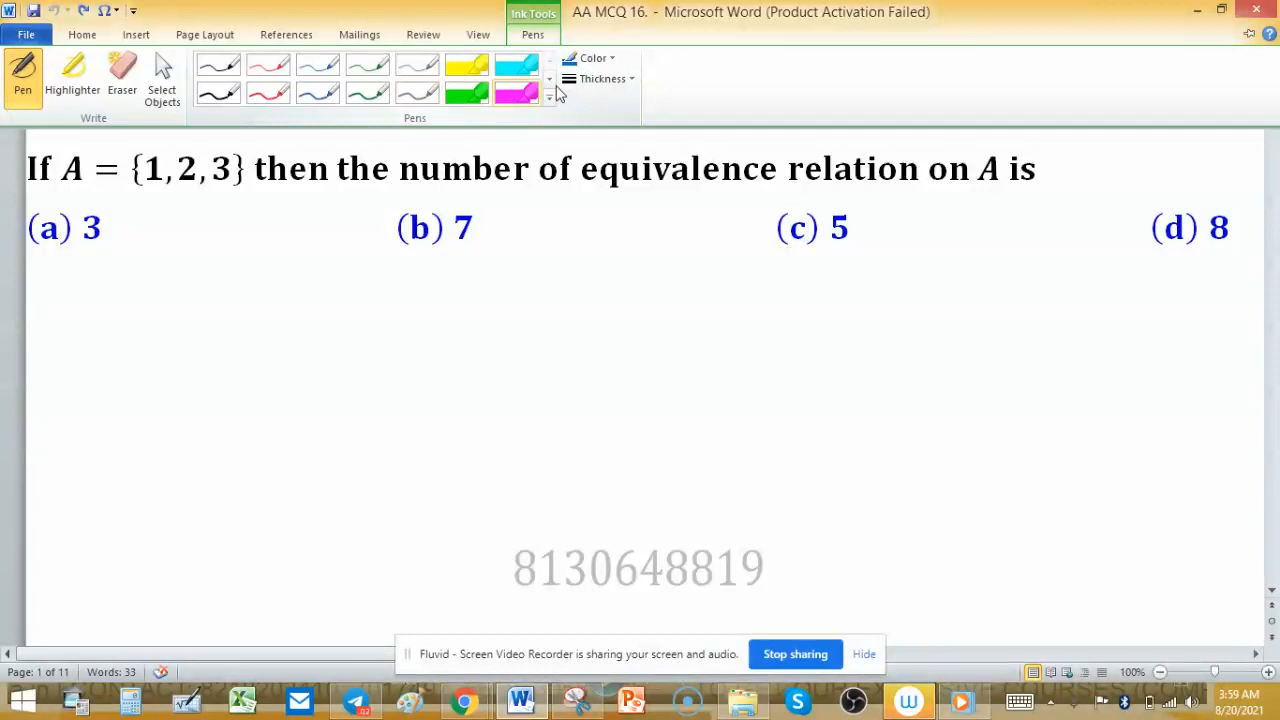 Ink Tools
AA MCQ 16. - Microsoft Word (Product Activation Failed)
File Home Insert Page Layout References Mailings Review View Pens
Pen Highlighter Eraser Select Objects
Color
Thickness
Write Pens
If A = {1, 2, 3} then the number of equivalence relation on A is
(a) 3 (b) 7 (c) 5 (d) 8
8130648819
Fluvid - Screen Video Recorder is sharing your screen and audio. Stop sharing Hide
Page: 1 of 11 Words: 33 100%
3:59 AM
8/20/2021